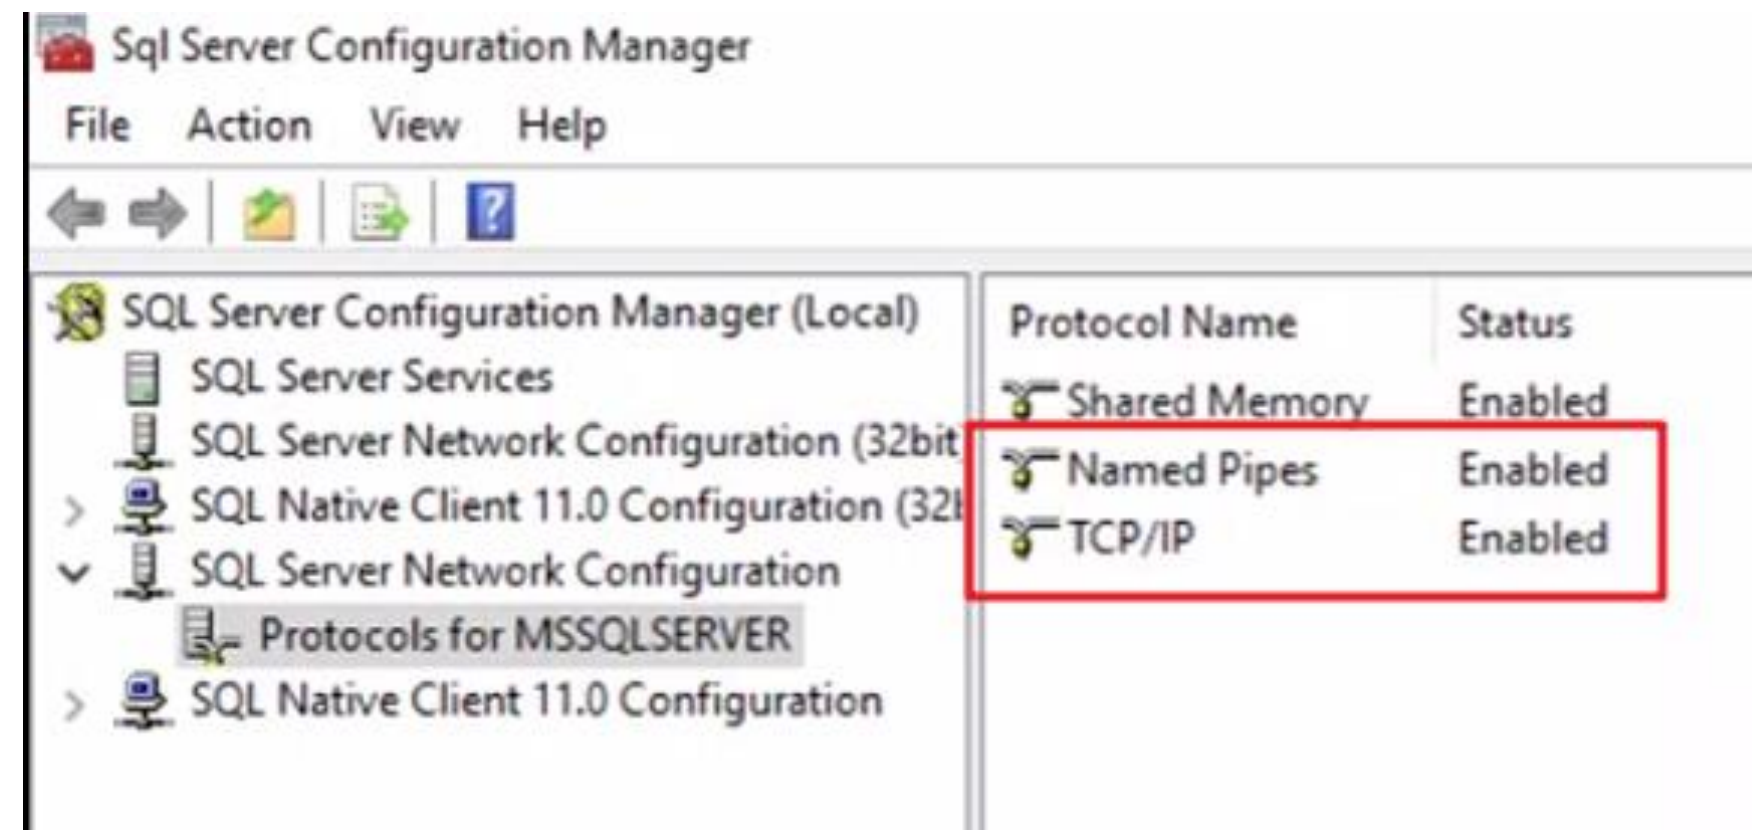 Sql Server Configuration Manager
File Action View Help
SQL Server Configuration Manager (Local)
SQL Server Services
SQL Server Network Configuration (32bit
SQL Native Client 11.0 Configuration (32b
SQL Server Network Configuration
Protocols for MSSQLSERVER
SQL Native Client 11.0 Configuration
Protocol Name Status
Shared Memory Enabled
Named Pipes Enabled
TCP/IP Enabled